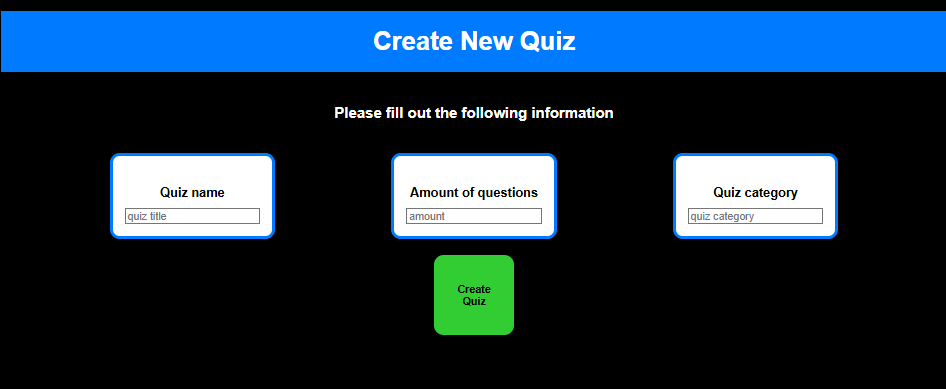 Create New Quiz
Please fill out the following information
Quiz name
quiz title
Amount of questions
amount
Quiz category
quiz category
Create
Quiz